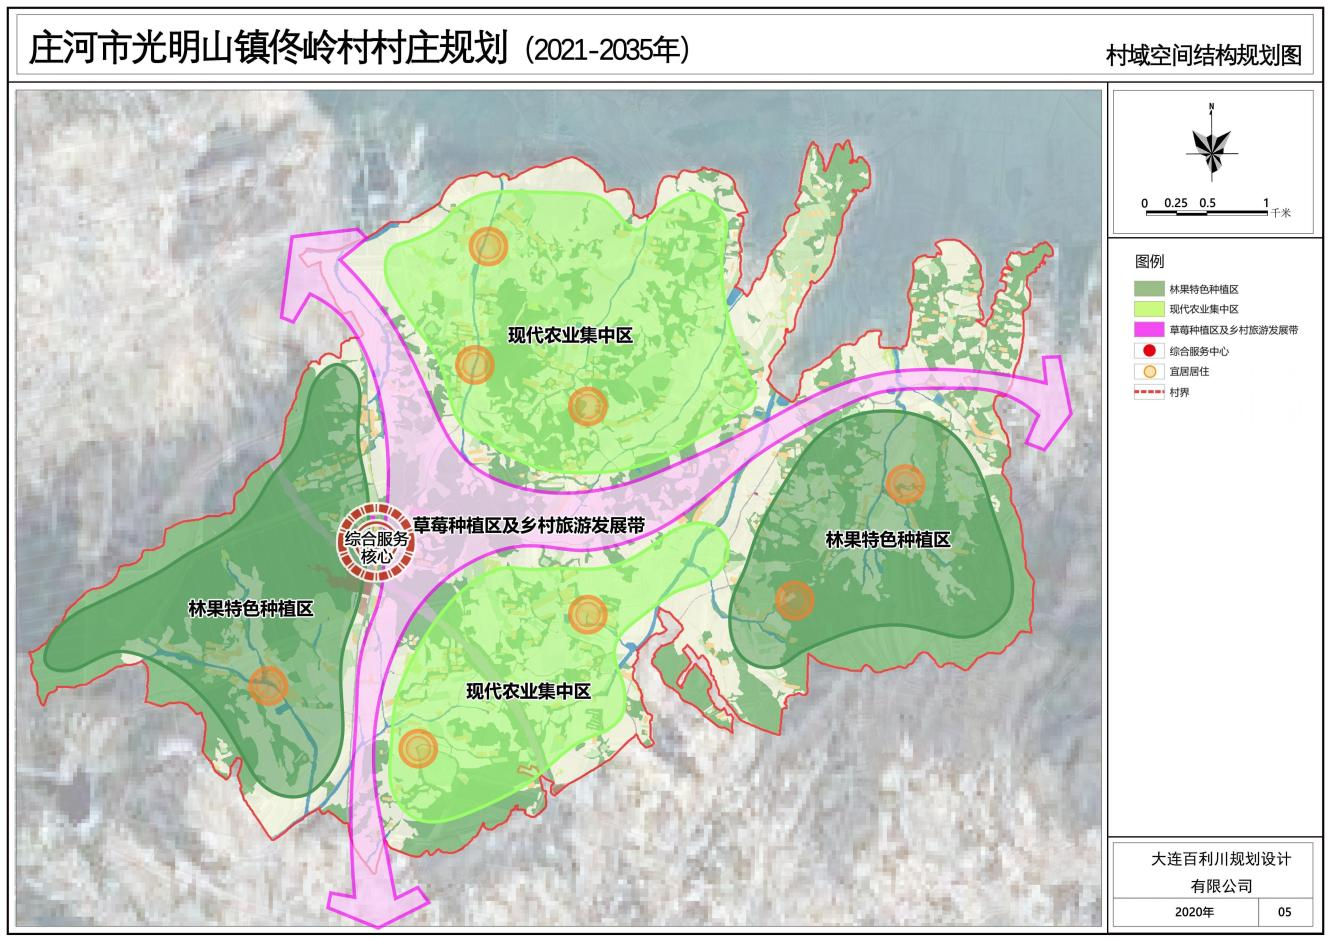 庄河市光明山镇佟岭村村庄规划（2021-2035年）
村域空间结构规划图
N
0 0.25 0.5 1
千米
图例
林果特色种植区
现代农业集中区
草莓种植区及乡村旅游发展带
综合服务中心
宜居居住
村界
现代农业集中区
草莓种植区及乡村旅游发展带
综合服务
核心
林果特色种植区
林果特色种植区
现代农业集中区
大连百利川规划设计
有限公司
2020年
05